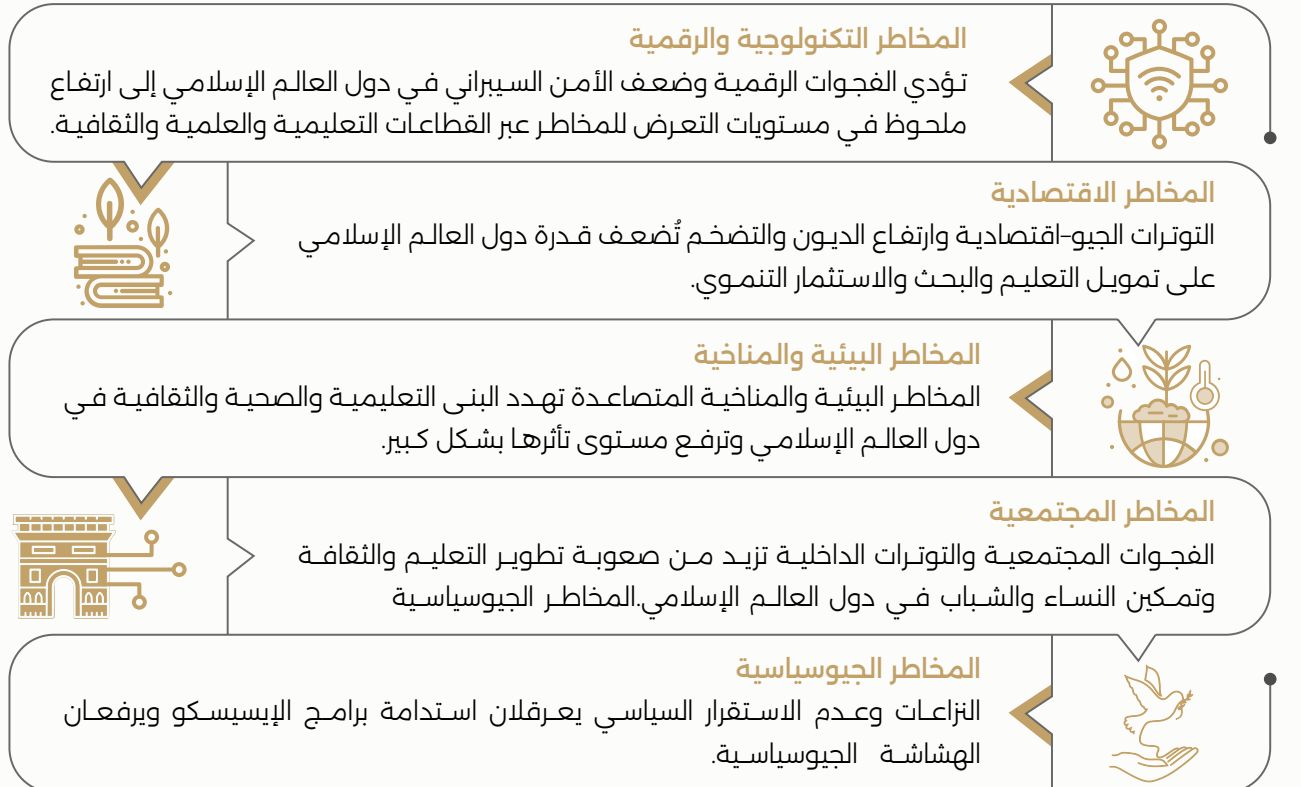 المخاطر التكنولوجية والرقمية
تؤدي الفجوات الرقمية وضعف الأمن السيبراني في دول العالم الإسلامي إلى ارتفاع
ملحوظ في مستويات التعرض للمخاطر عبر القطاعات التعليمية والعلمية والثقافية.
المخاطر الاقتصادية
التوترات الجيو-اقتصادية وارتفاع الديون والتضخم تُضعف قدرة دول العالم الإسلامي
على تمويل التعليم والبحث والاستثمار التنموي.
المخاطر البيئية والمناخية
المخاطر البيئية والمناخية المتصاعدة تهدد البنى التعليمية والصحية والثقافية في
دول العالم الإسلامي وترفع مستوى تأثرها بشكل كبير.
المخاطر المجتمعية
الفجوات المجتمعية والتوترات الداخلية تزيد من صعوبة تطوير التعليم والثقافة
وتمكين النساء والشباب في دول العالم الإسلامي.المخاطر الجيوسياسية
المخاطر الجيوسياسية
النزاعات وعدم الاستقرار السياسي يعرقلان استدامة برامج الإيسيسكو ويرفعان
الهشاشة الجيوسياسية.